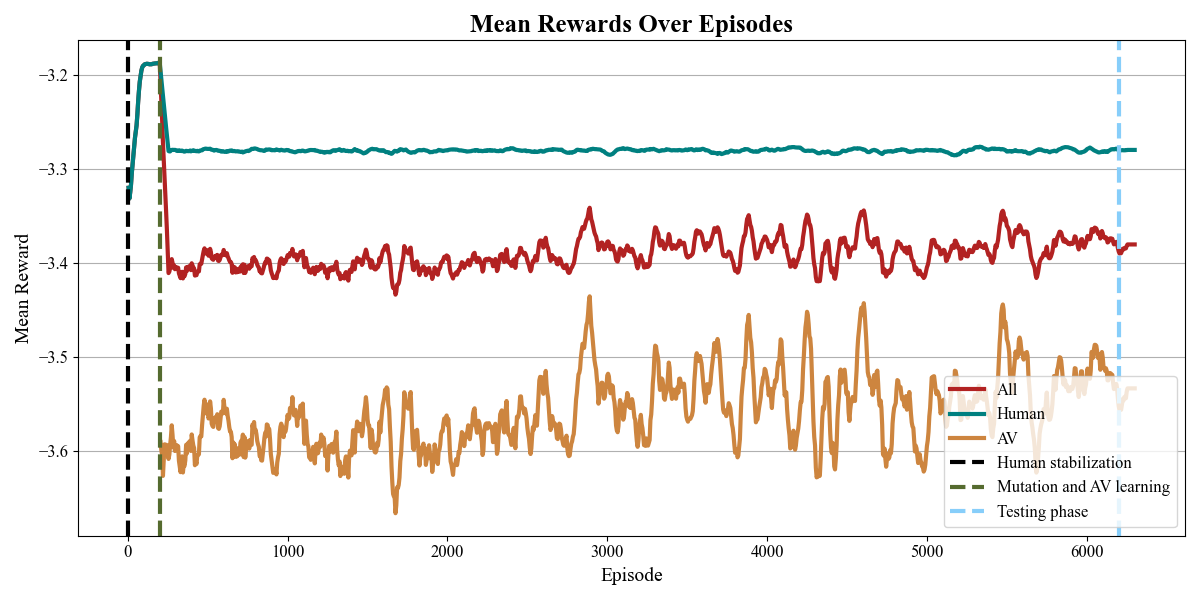 Mean Rewards Over Episodes
Mean Reward
−3.2
−3.3
−3.4
−3.5
−3.6
0
1000
2000
3000
4000
5000
6000
Episode
All
Human
AV
Human stabilization
Mutation and AV learning
Testing phase